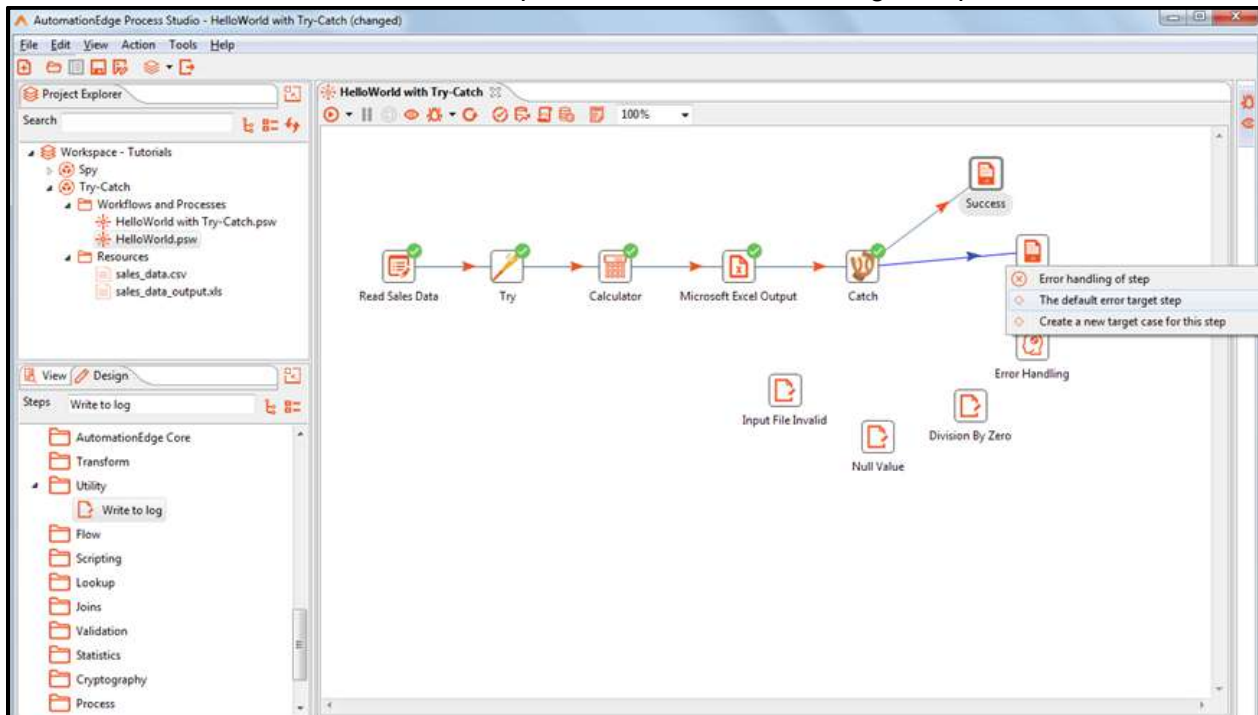 AutomationEdge Process Studio - HelloWorld with Try-Catch (changed)
File Edit View Action Tools Help
Project Explorer
Search
Workspace - Tutorials
Spy
Try-Catch
Workflows and Processes
HelloWorld with Try-Catch.psw
HelloWorld.psw
Resources
sales_data.csv
sales_data_output.xls
View Design
Steps Write to log
AutomationEdge Core
Transform
Utility
Write to log
Flow
Scripting
Lookup
Joins
Validation
Statistics
Cryptography
Process
HelloWorld with Try-Catch
100%
Success
Read Sales Data
Try
Calculator
Microsoft Excel Output
Catch
Error handling of step
The default error target step
Create a new target case for this step
Error Handling
Input File Invalid
Division By Zero
Null Value